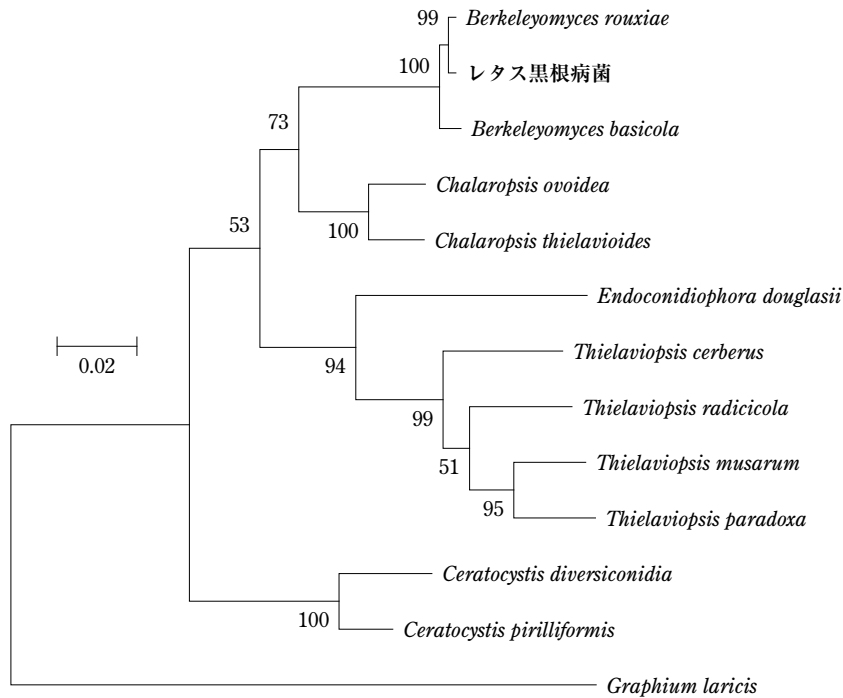 99 Berkeleyomyces rouxiae
100 レタス黒根病菌
73 Berkeleyomyces basicola
Chalaropsis ovoidea
53 100 Chalaropsis thielavioides
Endoconidiophora douglasii
0.02 94 Thielaviopsis cerberus
99 Thielaviopsis radicicola
51 Thielaviopsis musarum
95 Thielaviopsis paradoxa
Ceratocystis diversiconidia
100 Ceratocystis pirilliformis
Graphium laricis